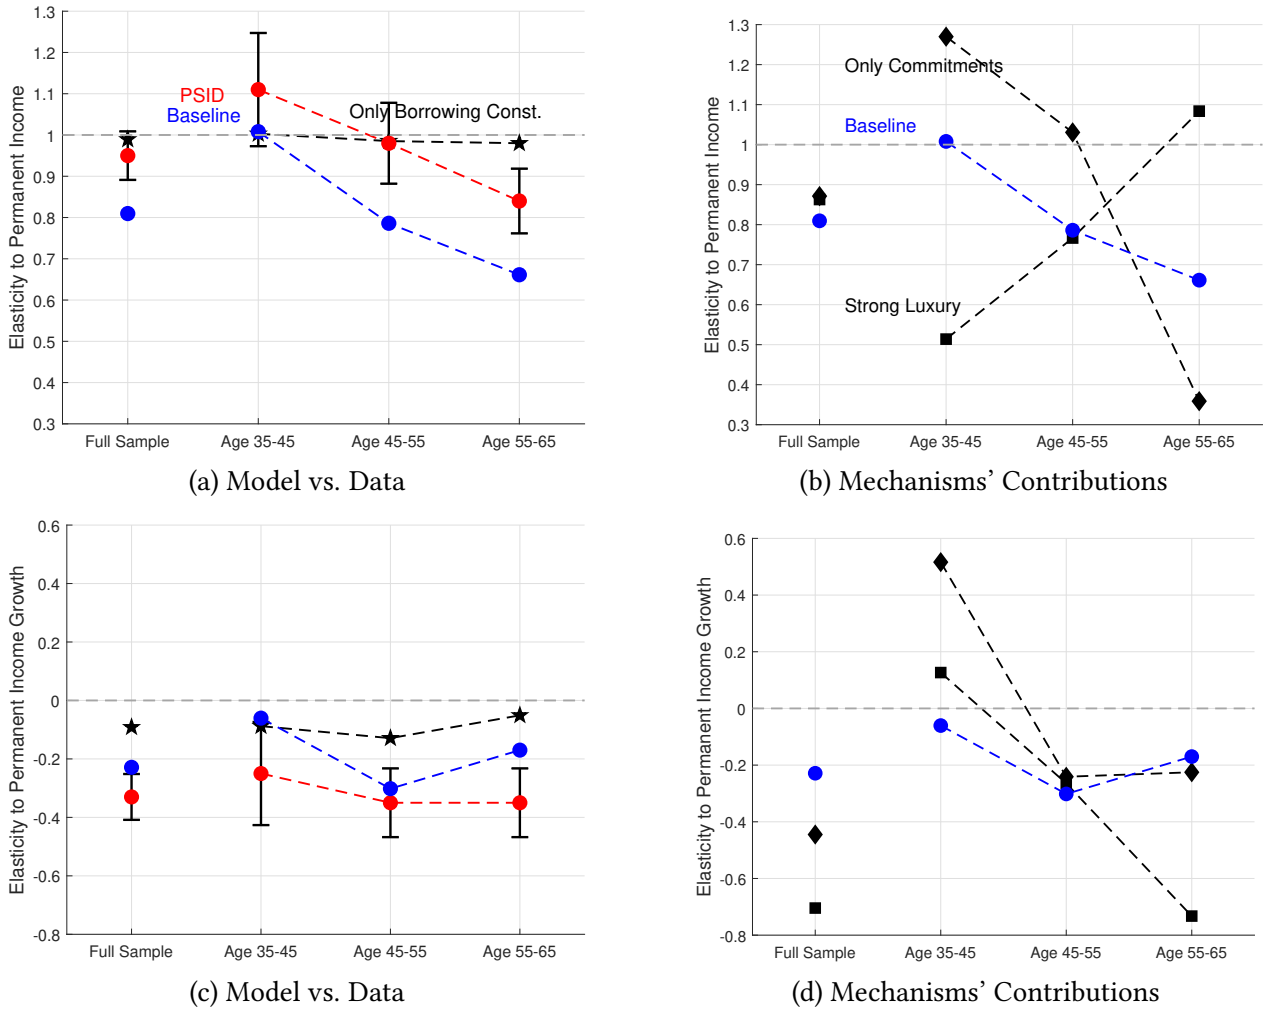 1.3
1.2
1.1
1
0.9
0.8
0.7
0.6
0.5
0.4
0.3
Elasticity to Permanent Income
PSID
Baseline
Only Borrowing Const.
Full Sample
Age 35-45
Age 45-55
Age 55-65
(a) Model vs. Data
1.3
1.2
1.1
1
0.9
0.8
0.7
0.6
0.5
0.4
0.3
Elasticity to Permanent Income
Only Commitments
Baseline
Strong Luxury
Full Sample
Age 35-45
Age 45-55
Age 55-65
(b) Mechanisms’ Contributions
0.6
0.4
0.2
0
-0.2
-0.4
-0.6
-0.8
Elasticity to Permanent Income Growth
Full Sample
Age 35-45
Age 45-55
Age 55-65
(c) Model vs. Data
0.6
0.4
0.2
0
-0.2
-0.4
-0.6
-0.8
Elasticity to Permanent Income Growth
Full Sample
Age 35-45
Age 45-55
Age 55-65
(d) Mechanisms’ Contributions